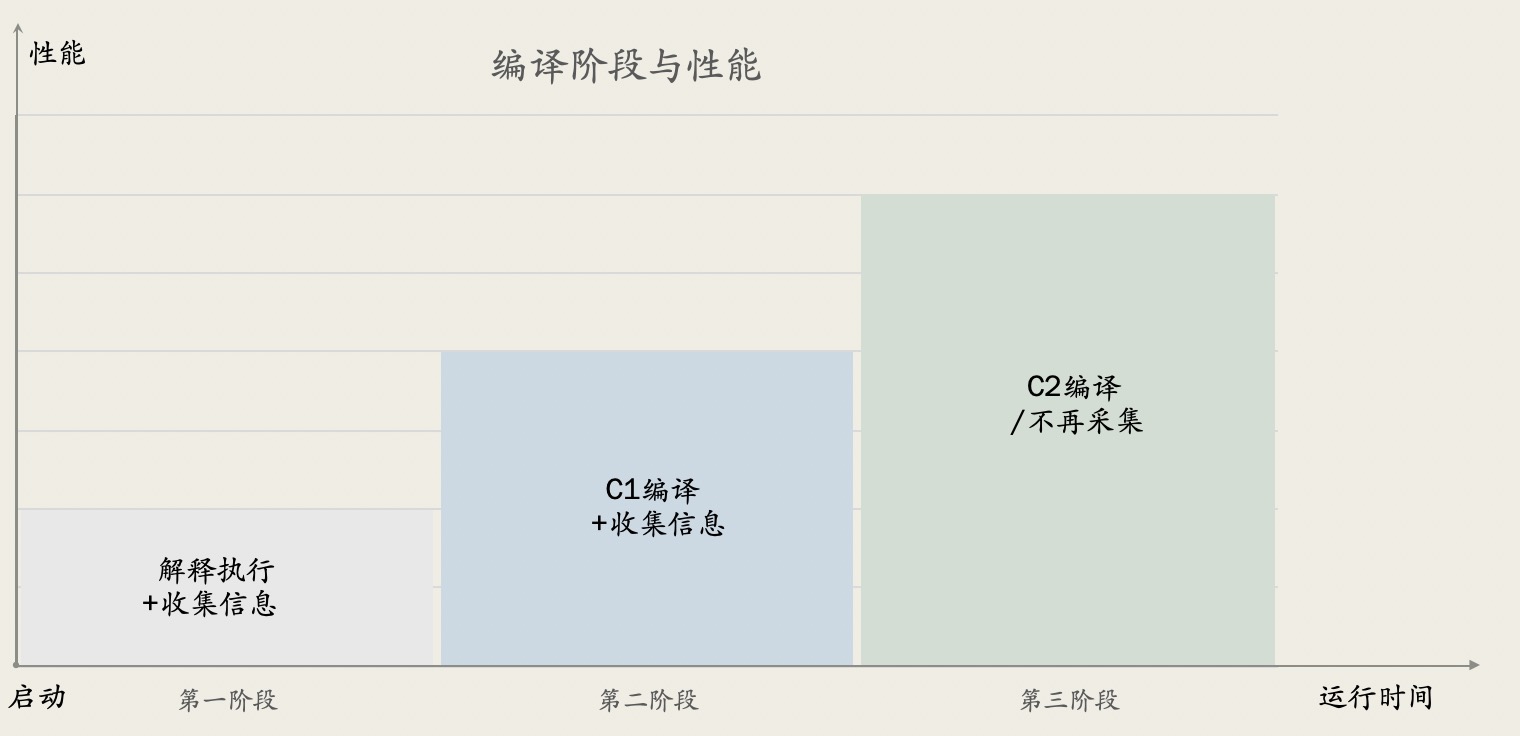 性能
编译阶段与性能
C2编译
/不再采集
C1编译
+收集信息
解释执行
+收集信息
启动
第一阶段
第二阶段
第三阶段
运行时间